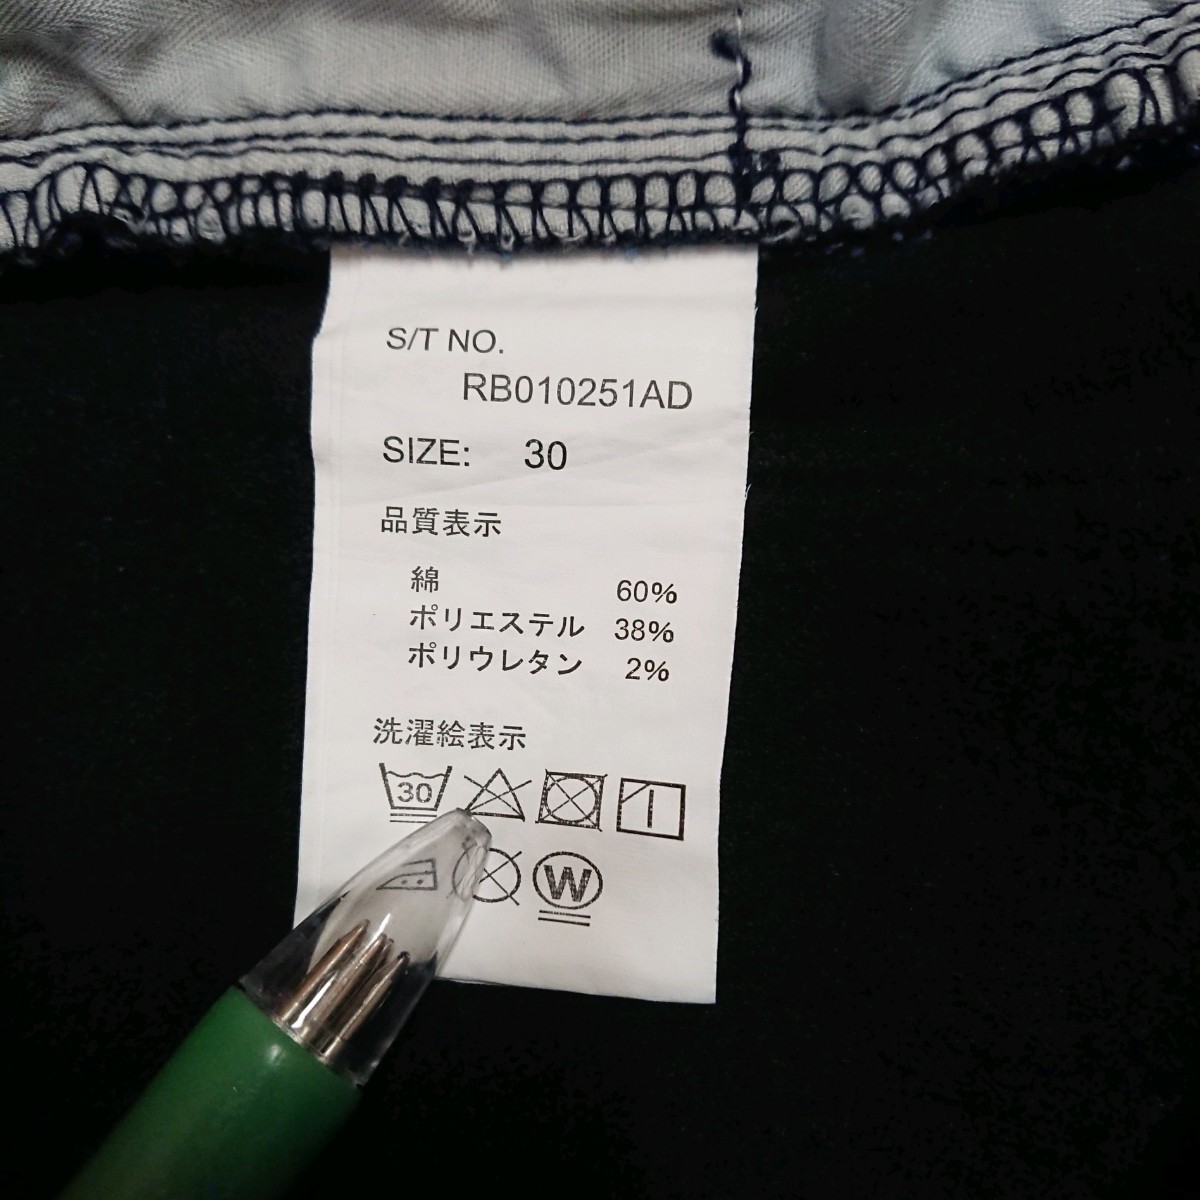 S/T NO.
RB010251AD
SIZE: 30
品質表示
綿 60%
ポリエステル 38%
ポリウレタン 2%
洗濯絵表示
30
W